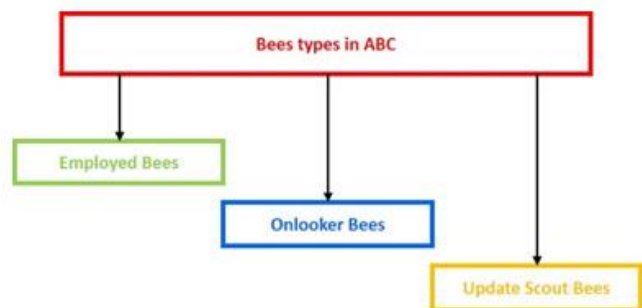 Bees types in ABC
Employed Bees
Onlooker Bees
Update Scout Bees